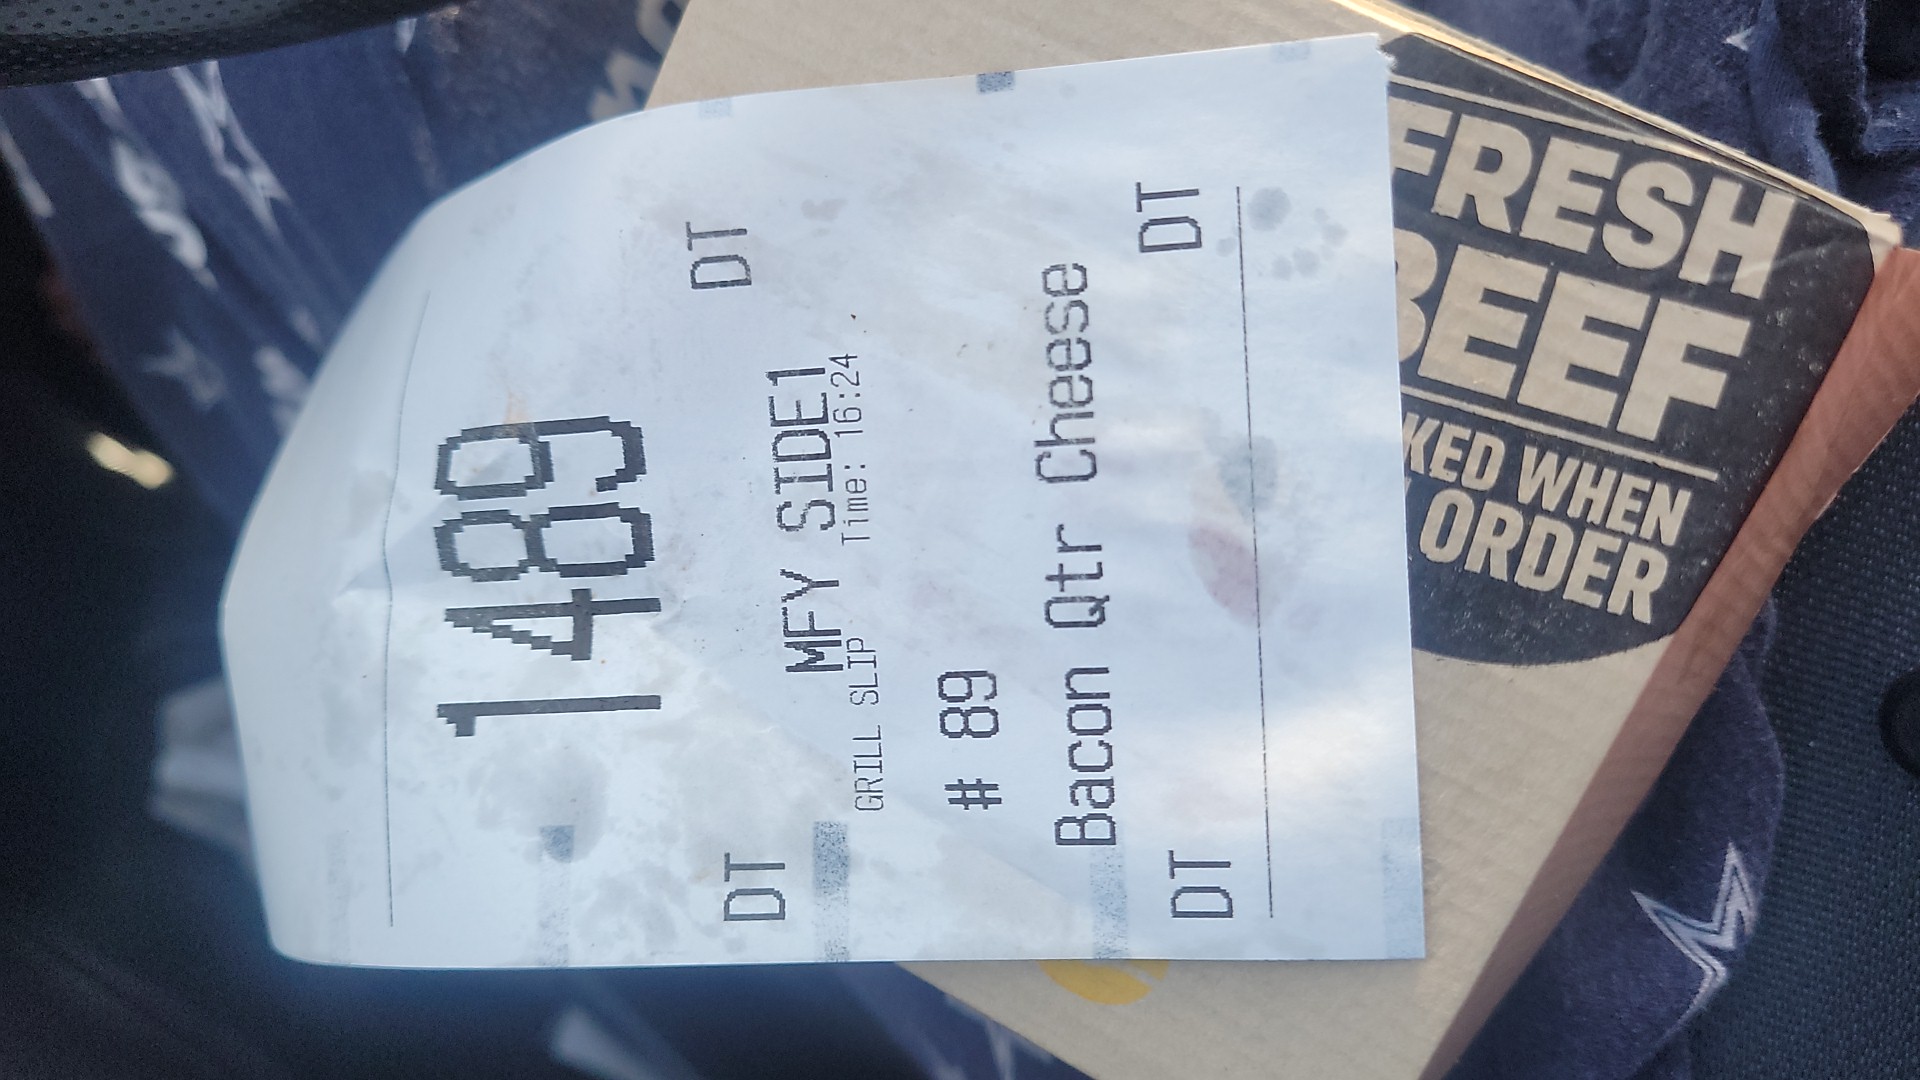 1489
DT DT
MFY SIDE1
GRILL SLIP Time: 16:24
# 89
Bacon Qtr Cheese
DT DT
FRESH
BEEF
KED WHEN
ORDER